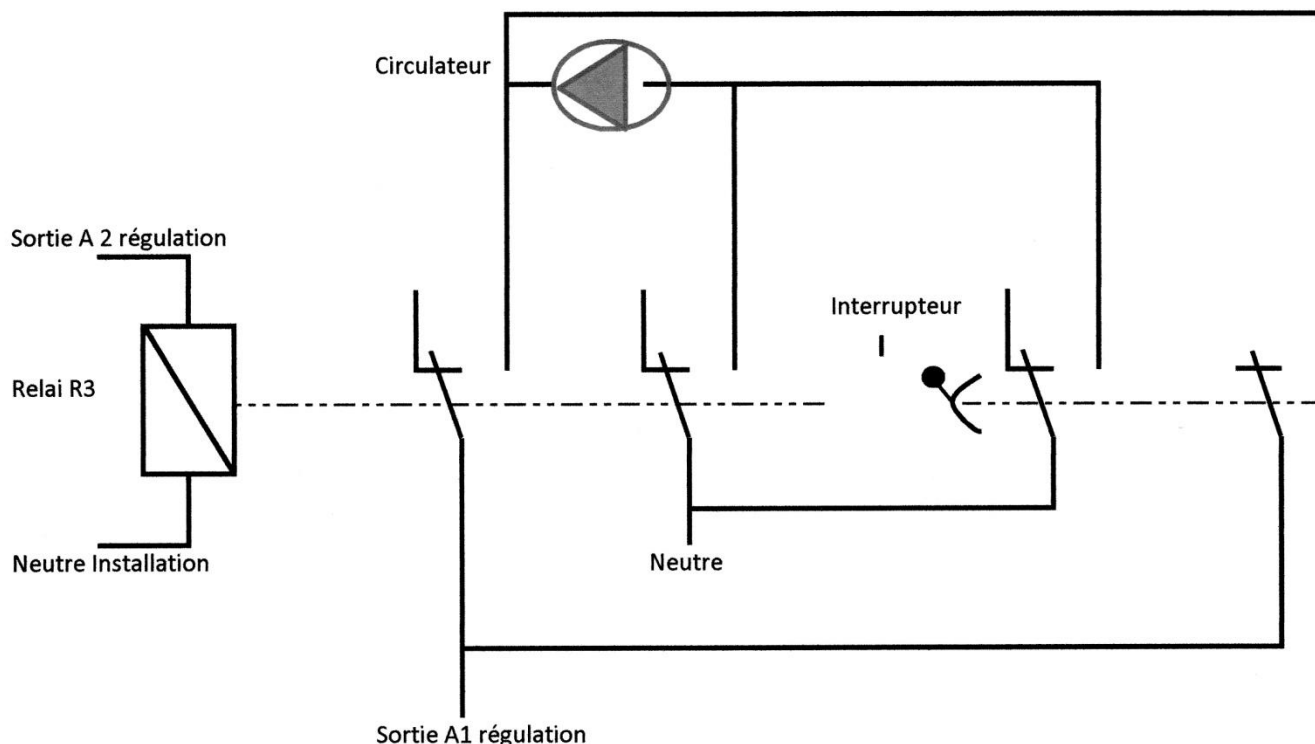 Circulateur
Sortie A 2 régulation
Interrupteur
Relai R3
Neutre Installation
Neutre
Sortie A1 régulation